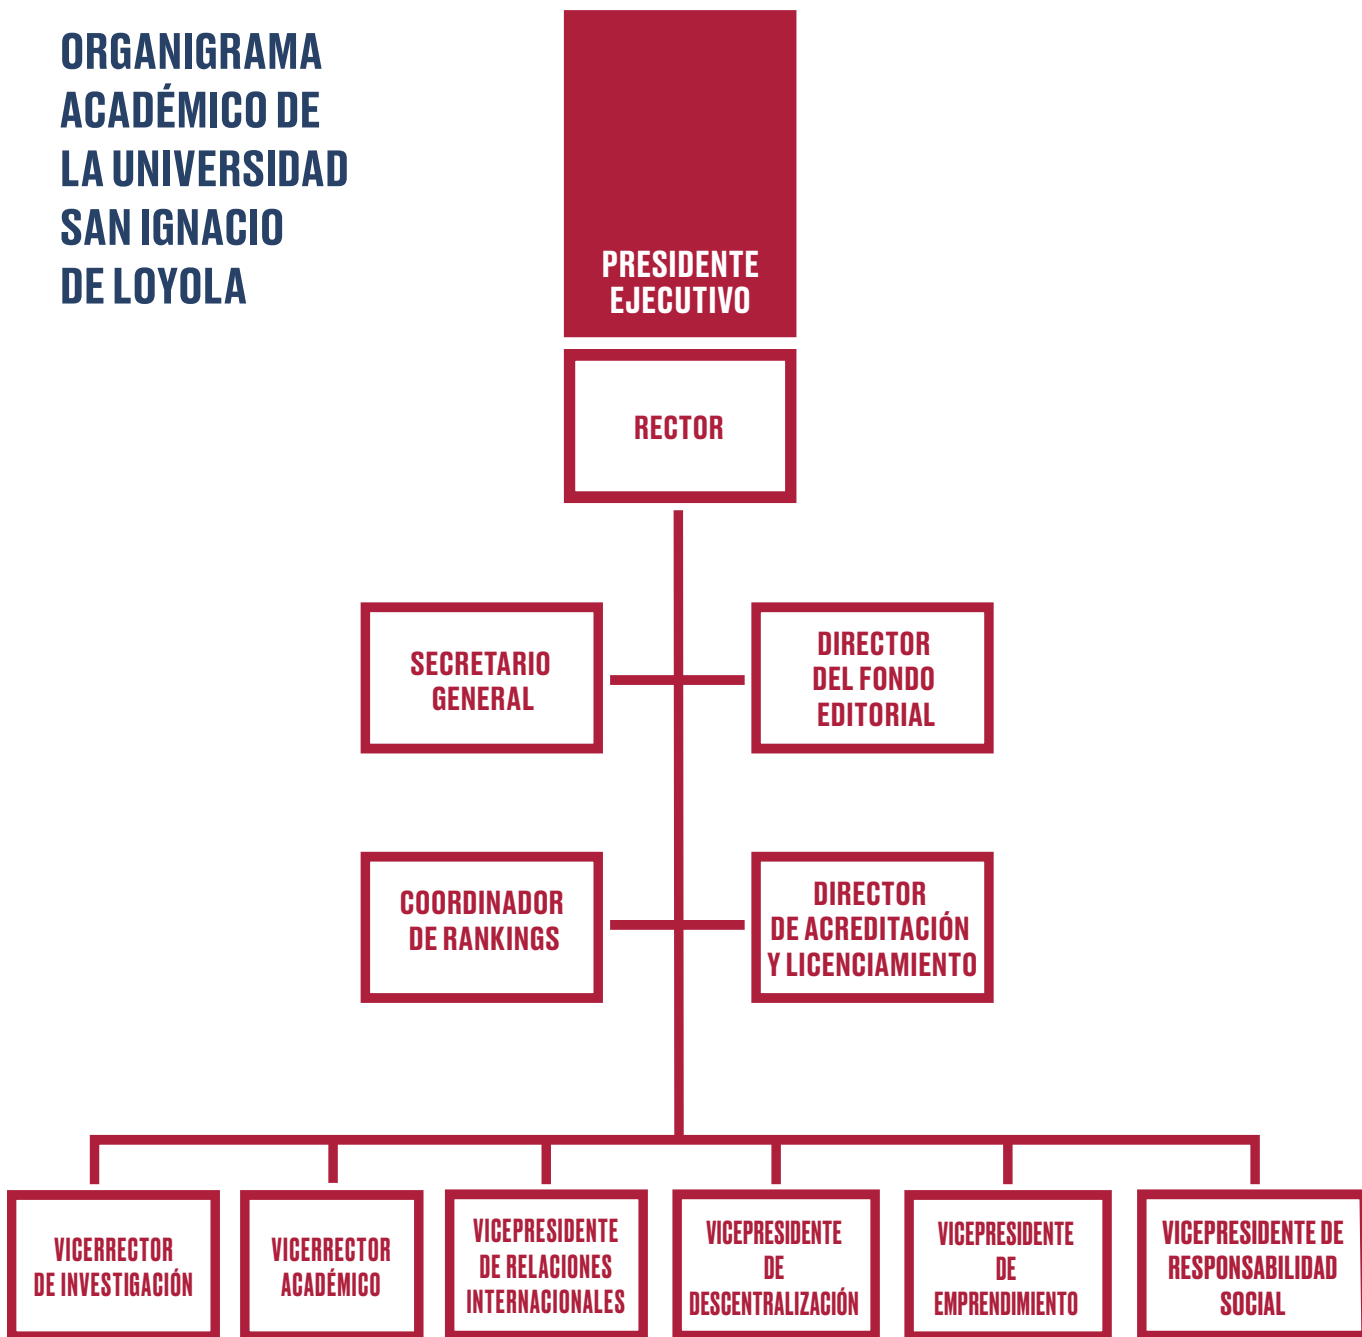 ORGANIGRAMA
ACADÉMICO DE
LA UNIVERSIDAD
SAN IGNACIO
DE LOYOLA
PRESIDENTE
EJECUTIVO
RECTOR
SECRETARIO
GENERAL
DIRECTOR
DEL FONDO
EDITORIAL
COORDINADOR
DE RANKINGS
DIRECTOR
DE ACREDITACIÓN
Y LICENCIAMIENTO
VICERRECTOR
DE INVESTIGACIÓN
VICERRECTOR
ACADÉMICO
VICEPRESIDENTE
DE RELACIONES
INTERNACIONALES
VICEPRESIDENTE
DE
DESCENTRALIZACIÓN
VICEPRESIDENTE
DE
EMPRENDIMIENTO
VICEPRESIDENTE DE
RESPONSABILIDAD
SOCIAL